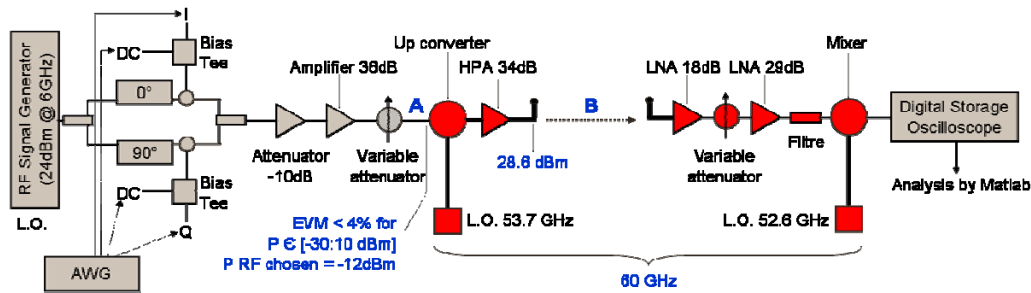 RF Signal Generator
(24dBm @ 6GHz)
L.O.
I
DC
Bias
Tee
0°
90°
DC
Bias
Tee
Q
AWG
Attenuator
-10dB
Amplifier 36dB
Variable
attenuator
A
EVM < 4% for
P Є [-30:10 dBm]
P RF chosen = -12dBm
Up converter
HPA 34dB
28.6 dBm
L.O. 53.7 GHz
B
LNA 18dB
LNA 29dB
Variable
attenuator
Filtre
Mixer
L.O. 52.6 GHz
60 GHz
Digital Storage
Oscilloscope
Analysis by Matlab